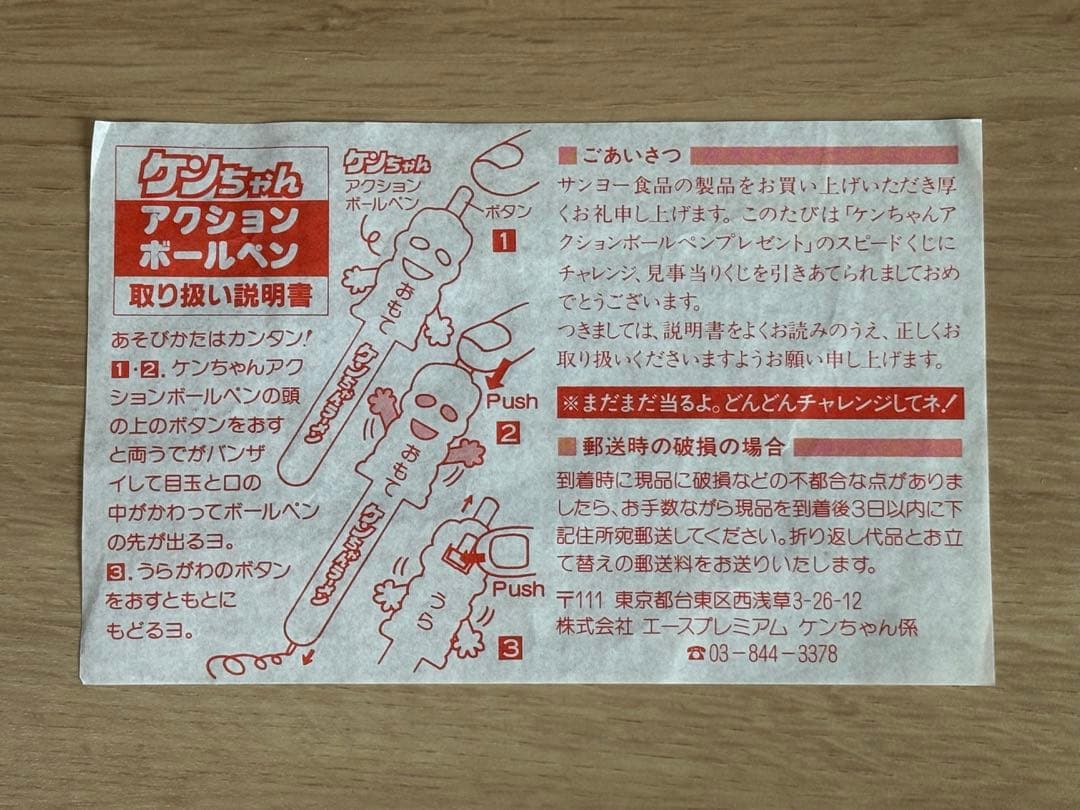 ケンちゃん
アクション
ボールペン
取り扱い説明書
あそびかたはカンタン!
1・2.ケンちゃんアク
ションボールペンの頭
の上のボタンをおす
と両うでがバンザ
イして目玉と口の
中がかわってボールペン
の先が出るヨ。
3.うらがわのボタン
をおすともとに
もどるヨ。
ケンちゃん
アクション
ボールペン
ボタン
1
おもて
ケンちゃんラーメン
Push
2
おもて
ケンちゃんラーメン
Push
うら
3
■ごあいさつ
サンヨー食品の製品をお買い上げいただき厚
くお礼申し上げます。このたびは「ケンちゃんア
クションボールペンプレゼント」のスピードくじに
チャレンジ、見事当りくじを引きあてられましておめ
でとうございます。
つきましては、説明書をよくお読みのうえ、正しくお
取り扱いくださいますようお願い申し上げます。
※まだまだ当るよ。どんどんチャレンジしてネ!
■郵送時の破損の場合
到着時に現品に破損などの不都合な点がありま
したら、お手数ながら現品を到着後3日以内に下
記住所宛郵送してください。折り返し代品とお立
て替えの郵送料をお送りいたします。
〒111 東京都台東区西浅草3-26-12
株式会社 エースプレミアム ケンちゃん係
☎03-844-3378